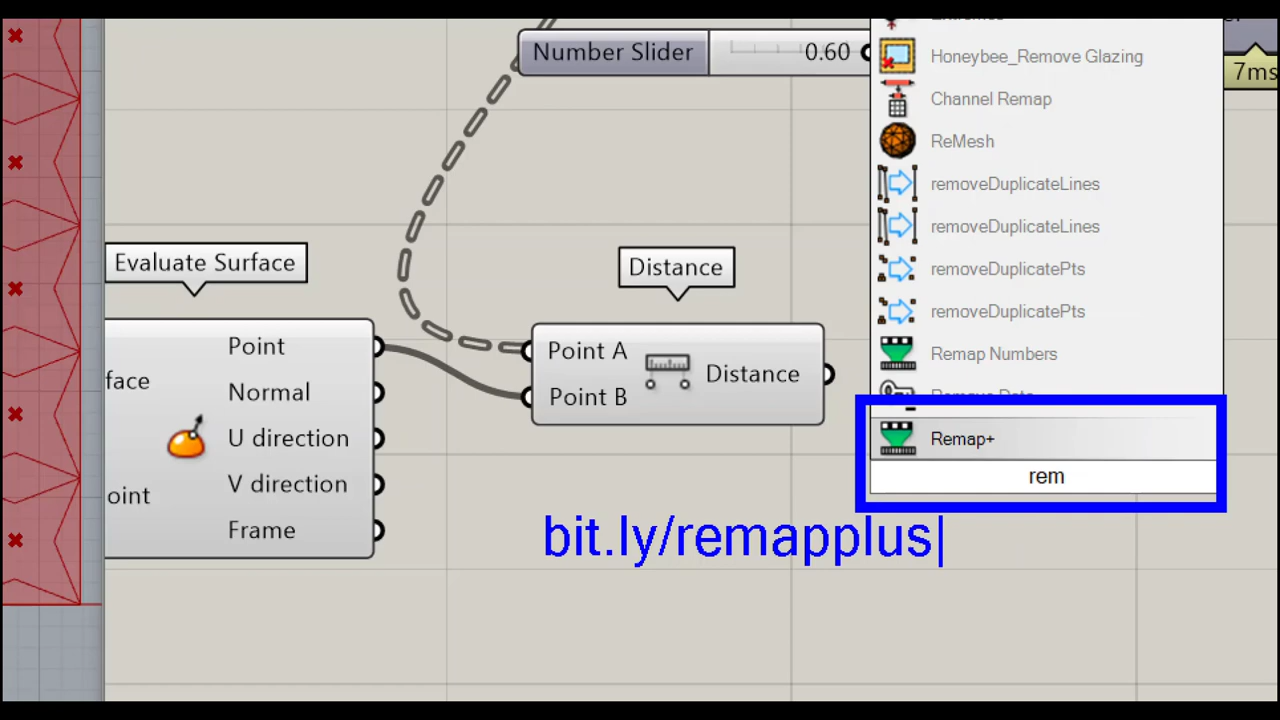 Number Slider 0.60
Honeybee_Remove Glazing
7ms
Channel Remap
ReMesh
removeDuplicateLines
removeDuplicateLines
removeDuplicatePts
removeDuplicatePts
Remap Numbers
Remap+
rem
Evaluate Surface
Distance
Point
Normal
U direction
V direction
Frame
face
oint
Point A
Point B
Distance
bit.ly/remapplus|